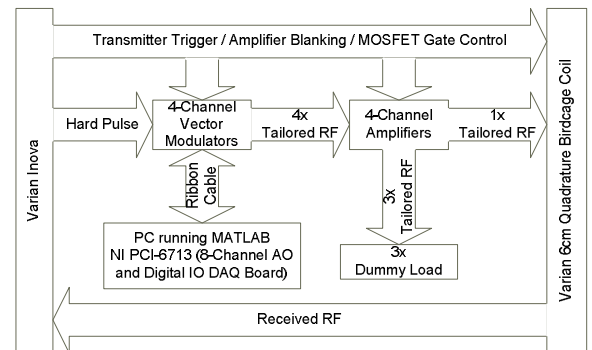 Transmitter Trigger / Amplifier Blanking / MOSFET Gate Control
Varian Inova
Hard Pulse
4-Channel
Vector
Modulators
4x
Tailored RF
4-Channel
Amplifiers
1x
Tailored RF
Varian 6cm Quadrature Birdcage Coil
Ribbon
Cable
3x
Tailored RF
PC running MATLAB
NI PCI-6713 (8-Channel AO
and Digital IO DAQ Board)
3x
Dummy Load
Received RF